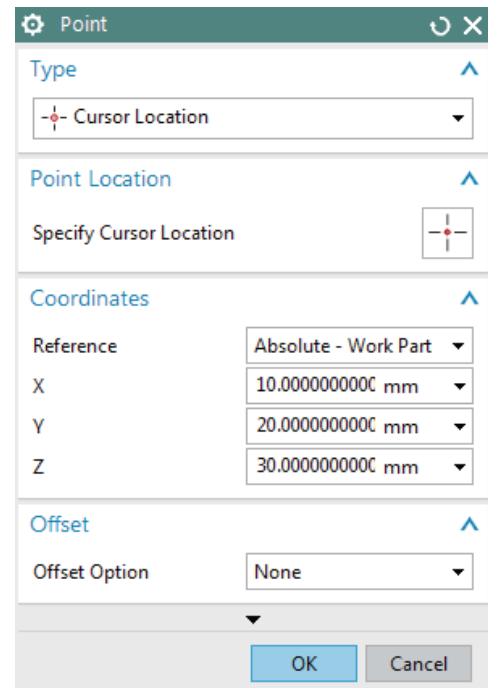 Point
Type
Cursor Location
Point Location
Specify Cursor Location
Coordinates
Reference Absolute - Work Part
X 10.0000000000 mm
Y 20.0000000000 mm
Z 30.0000000000 mm
Offset
Offset Option None
OK Cancel